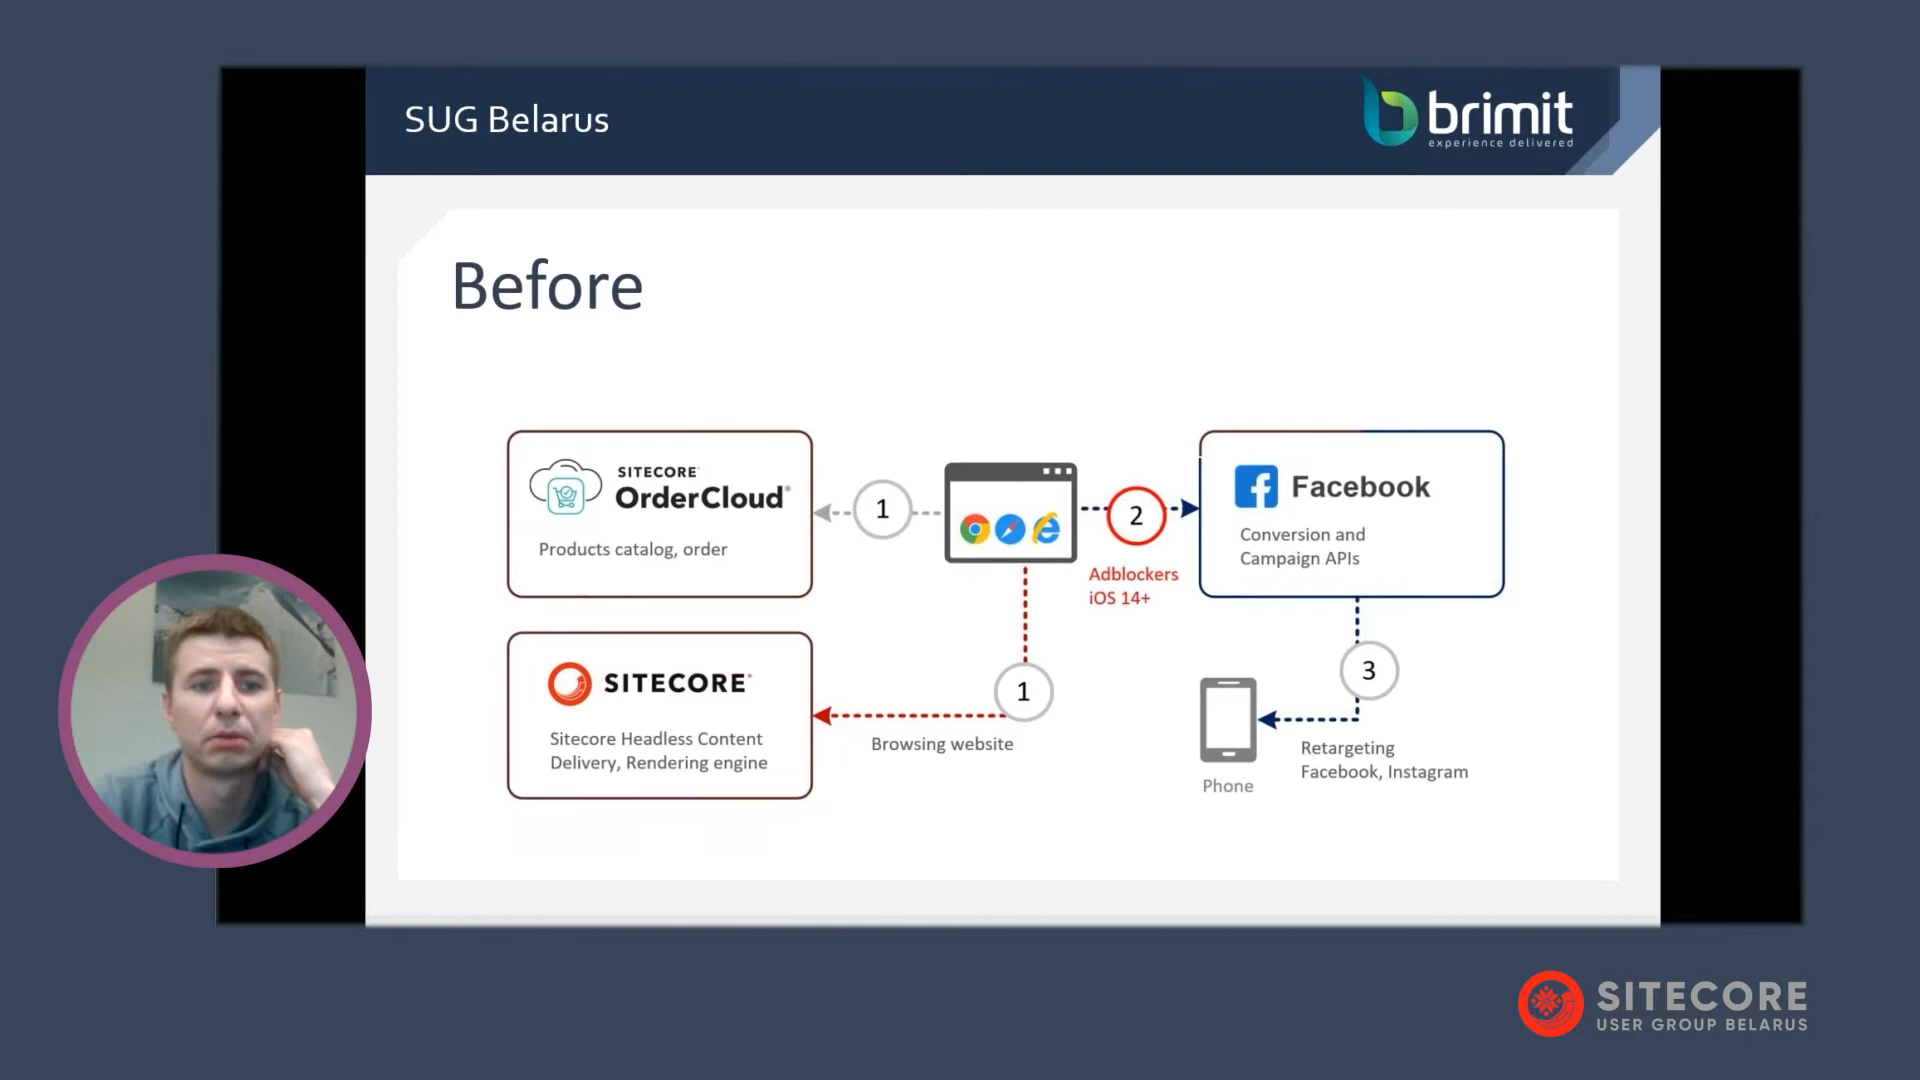 SUG Belarus
brimit
experience delivered
Before
SITECORE
OrderCloud
Products catalog, order
1
2
Adblockers
iOS 14+
Facebook
Conversion and
Campaign APIs
SITECORE
Sitecore Headless Content
Delivery, Rendering engine
1
Browsing website
3
Phone
Retargeting
Facebook, Instagram
SITECORE
USER GROUP BELARUS